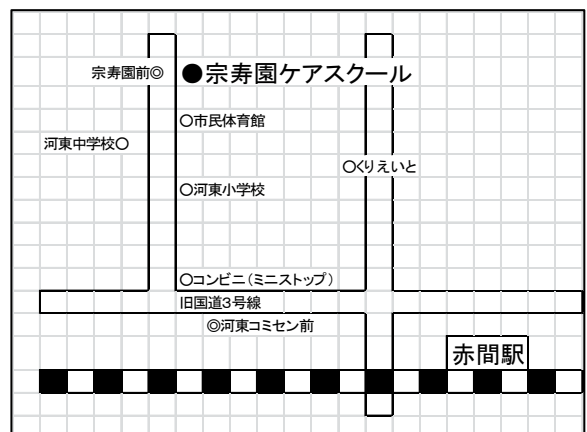 宗寿園前◎
●宗寿園ケアスクール
○市民体育館
河東中学校○
○くりえいと
○河東小学校
○コンビニ（ミニストップ）
旧国道3号線
◎河東コミセン前
赤間駅